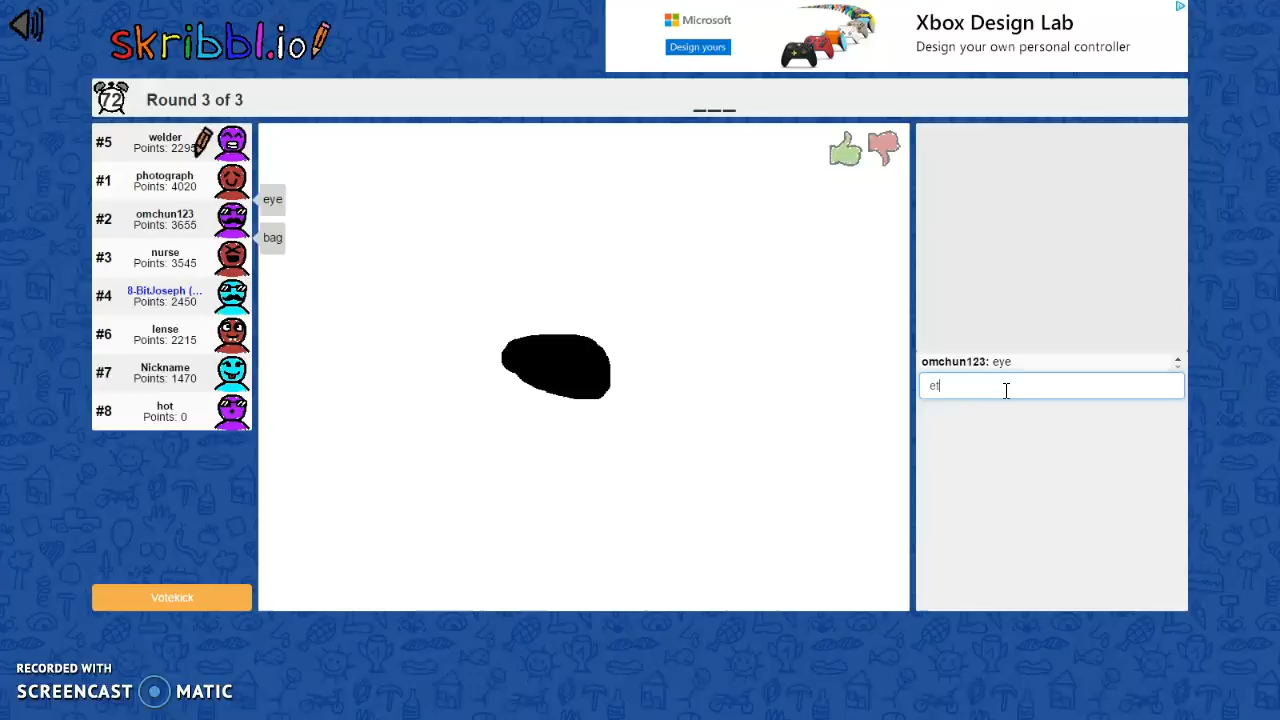 skribbl.io
Microsoft
Design yours
Xbox Design Lab
Design your own personal controller
72
Round 3 of 3
___
#5
welder
Points: 2295
#1
photograph
Points: 4020
#2
omchun123
Points: 3655
#3
nurse
Points: 3545
#4
8-BitJoseph (...
Points: 2450
#6
lense
Points: 2215
#7
Nickname
Points: 1470
#8
hot
Points: 0
eye
bag
omchun123: eye
et
Votekick
RECORDED WITH
SCREENCAST MATIC